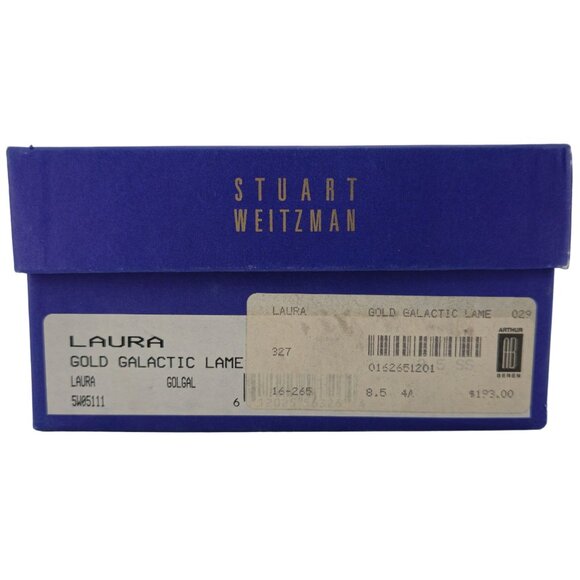 STUART
WEITZMAN
LAURA
GOLD GALACTIC LAME
LAURA GOLGAL
5W05111 6
LAURA GOLD GALACTIC LAME 029
327
0162651201
16-265 8.5 4A $193.00
ARTHUR
BEREN